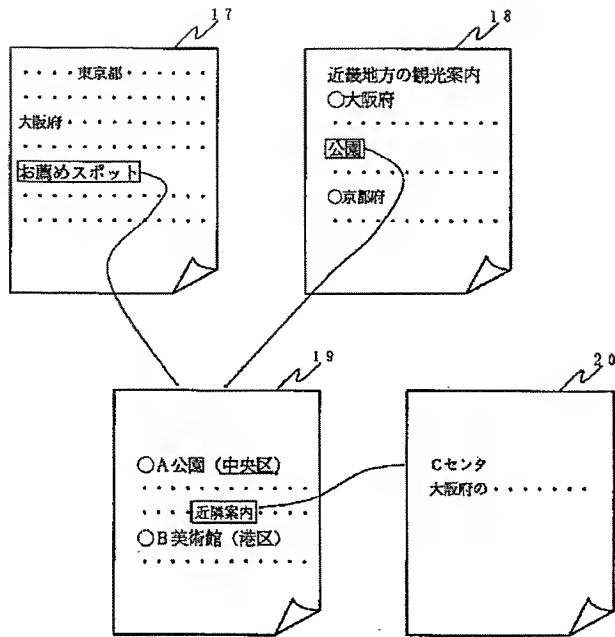 17
・・・・東京都・・・・・・
・・・・・・・・・・・・・
大阪府・・・・・・・・・・
・・・・・・・・・・・・・
お薦めスポット・・・・・
・・・・・・・・・・・・・
・・・・・・・・・・・・・
18
近畿地方の観光案内
○大阪府
・・・・・・・・・・・
公園
・・・・・・・・・・・
○京都府
・・・・・・・・・・・
19
○A公園(中央区)
・・・・・・・・・・・
・・・・近隣案内・・・・
○B美術館(港区)
・・・・・・・・・・・
20
Cセンタ
大阪府の・・・・・・